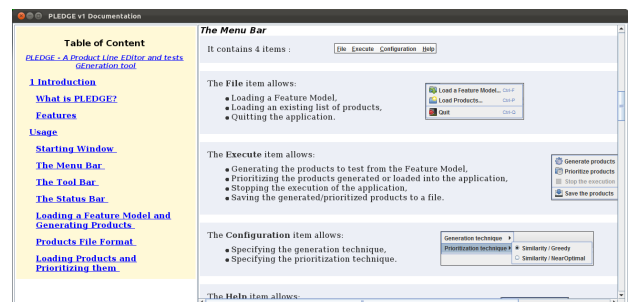 PLEDGE v1 Documentation
Table of Content
PLEDGE - A Product Line EDitor and tests
GEneration tool
1 Introduction
What is PLEDGE?
Features
Usage
Starting Window
The Menu Bar
The Tool Bar
The Status Bar
Loading a Feature Model and
Generating Products
Products File Format
Loading Products and
Prioritizing them
The Menu Bar
It contains 4 items :
File Execute Configuration Help
The File item allows:
• Loading a Feature Model,
• Loading an existing list of products,
• Quitting the application.
Load a Feature Model... Ctrl-F
Load Products... Ctrl-P
Quit Ctrl-Q
The Execute item allows:
• Generating the products to test from the Feature Model,
• Prioritizing the products generated or loaded into the application,
• Stopping the execution of the application,
• Saving the generated/prioritized products to a file.
Generate products
Prioritize products
Stop the execution
Save the products
The Configuration item allows:
• Specifying the generation technique,
• Specifying the prioritization technique.
Generation technique
Prioritization technique
Similarity / Greedy
Similarity / NearOptimal
The Help item allows: